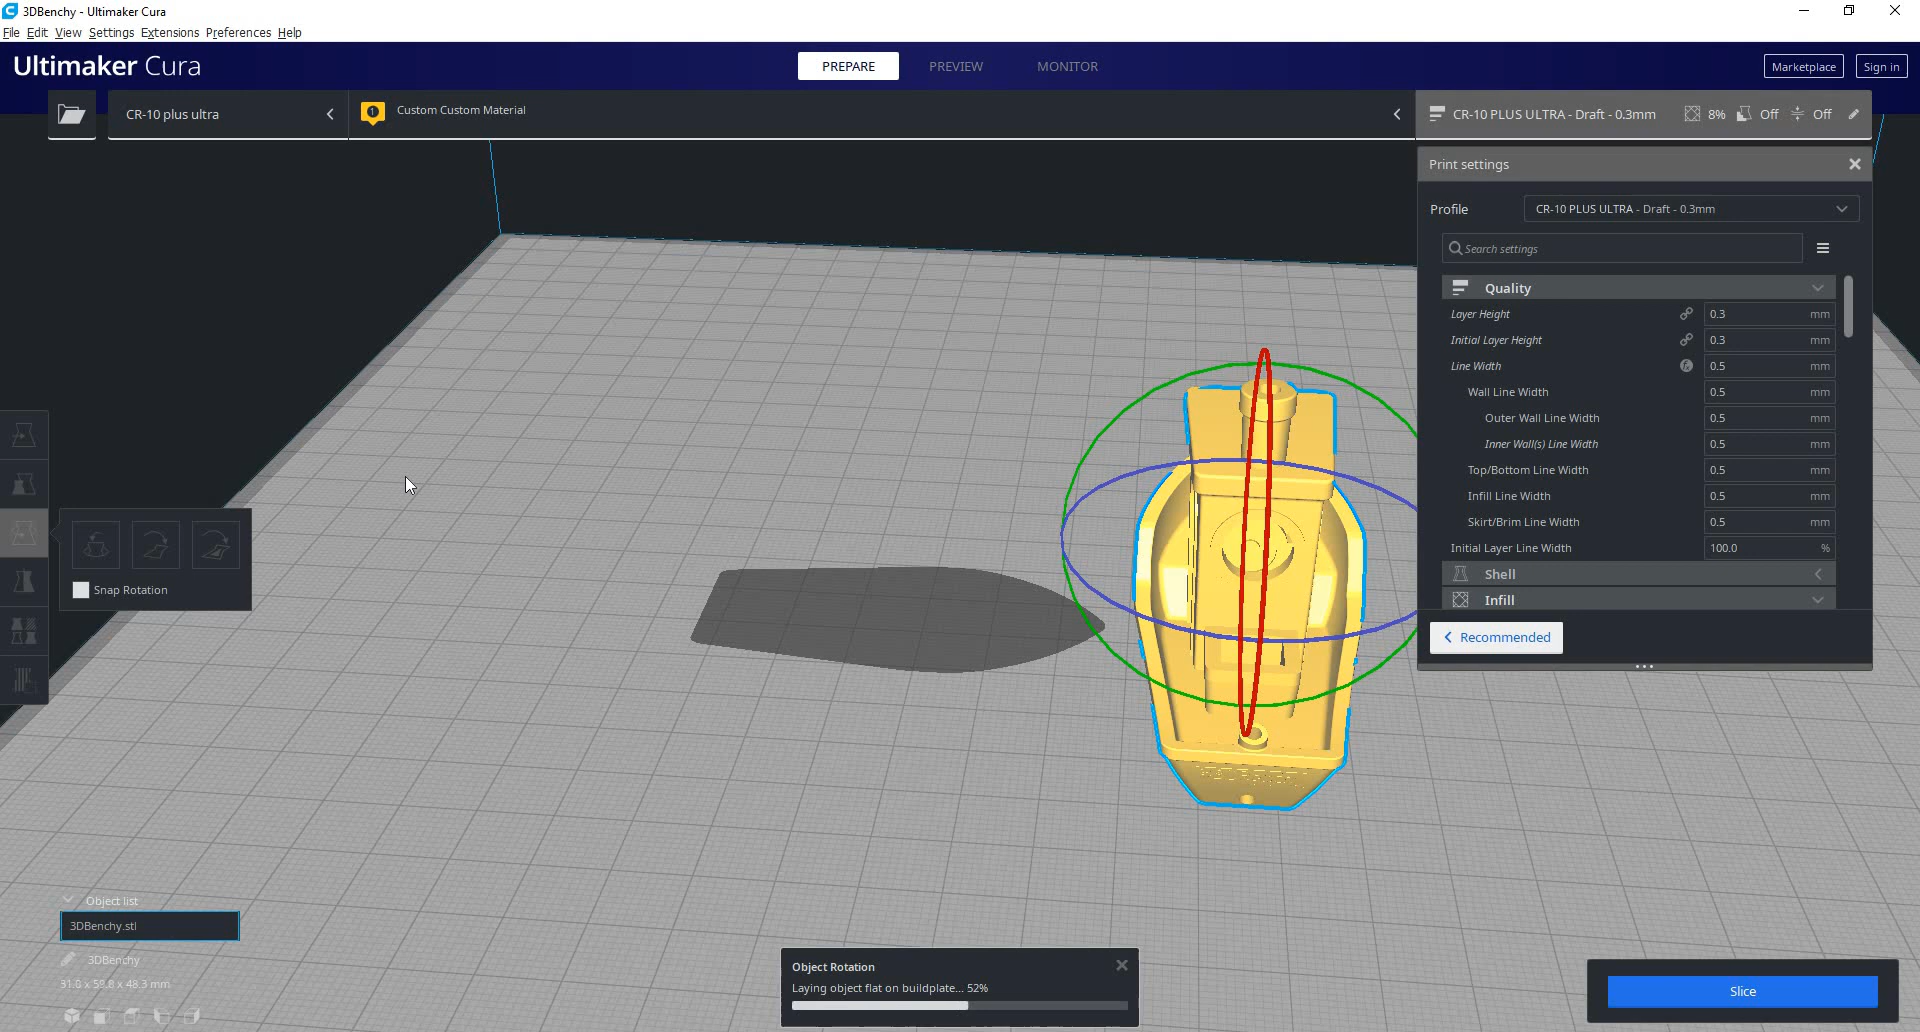 3DBenchy - Ultimaker Cura
File Edit View Settings Extensions Preferences Help
Ultimaker Cura
PREPARE PREVIEW MONITOR
Marketplace Sign in
CR-10 plus ultra
1 Custom Custom Material
CR-10 PLUS ULTRA - Draft - 0.3mm 8% Off Off
Print settings
Profile CR-10 PLUS ULTRA - Draft - 0.3mm
Search settings
Quality
Layer Height 0.3 mm
Initial Layer Height 0.3 mm
Line Width 0.5 mm
Wall Line Width 0.5 mm
Outer Wall Line Width 0.5 mm
Inner Wall(s) Line Width 0.5 mm
Top/Bottom Line Width 0.5 mm
Infill Line Width 0.5 mm
Skirt/Brim Line Width 0.5 mm
Initial Layer Line Width 100.0 %
Shell
Infill
Recommended
Snap Rotation
Object list
3DBenchy.stl
3DBenchy
31.0 x 59.8 x 48.3 mm
Object Rotation
Laying object flat on buildplate... 52%
Slice